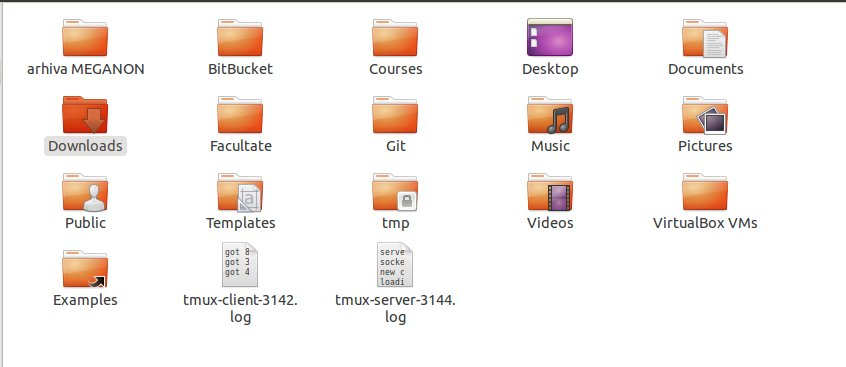 arhiva MEGANON
BitBucket
Courses
Desktop
Documents
Downloads
Facultate
Git
Music
Pictures
Public
a
Templates
tmp
Videos
VirtualBox VMs
Examples
got 8
got 3
got 4
tmux-client-3142.
log
serve
socke
new c
loadi
tmux-server-3144.
log